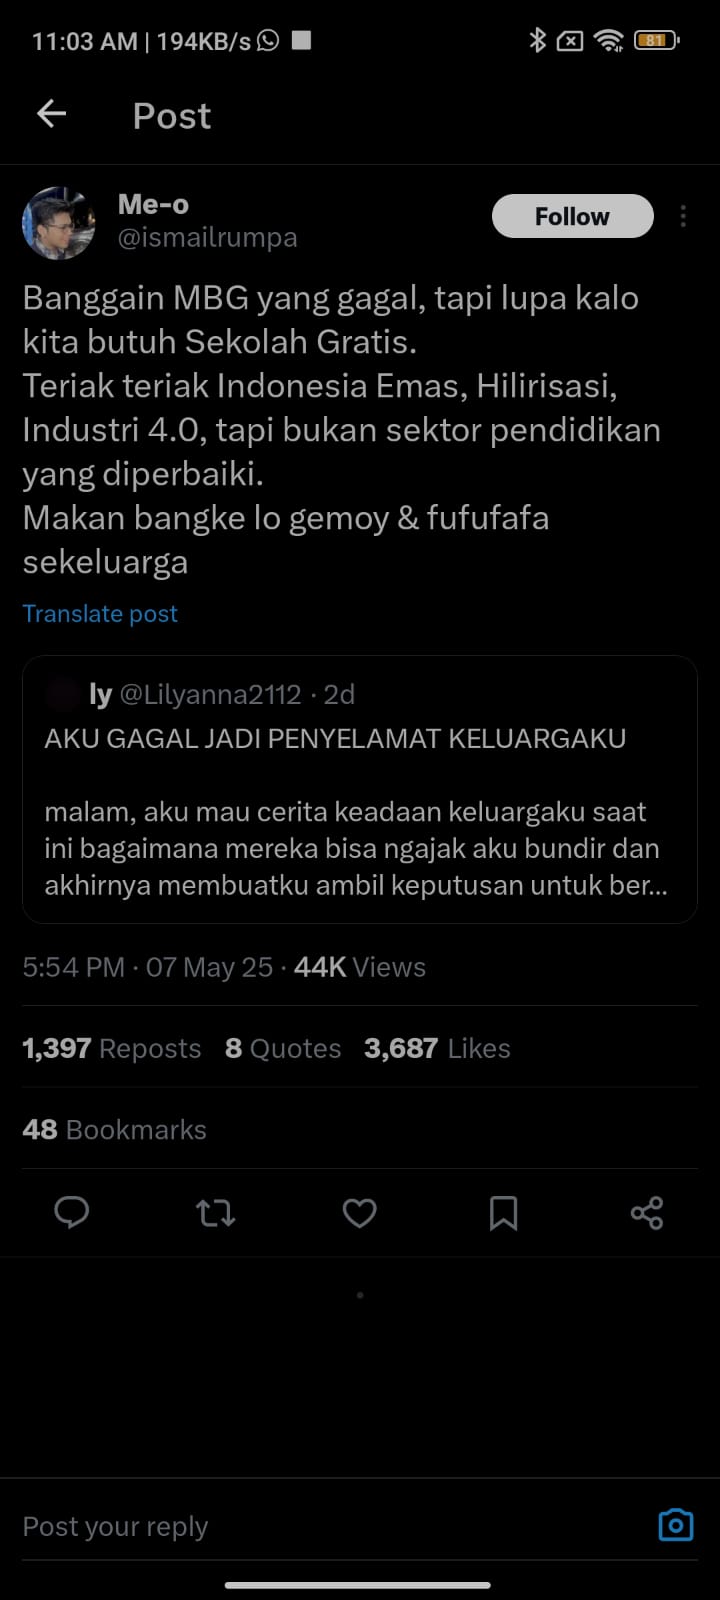 11:03 AM | 194KB/s
81
Post
Me-o
@ismailrumpa
Follow
Banggain MBG yang gagal, tapi lupa kalo
kita butuh Sekolah Gratis.
Teriak teriak Indonesia Emas, Hilirisasi,
Industri 4.0, tapi bukan sektor pendidikan
yang diperbaiki.
Makan bangke lo gemoy & fufufafa
sekeluarga
Translate post
ly @Lilyanna2112 · 2d
AKU GAGAL JADI PENYELAMAT KELUARGAKU
malam, aku mau cerita keadaan keluargaku saat
ini bagaimana mereka bisa ngajak aku bundir dan
akhirnya membuatku ambil keputusan untuk ber...
5:54 PM · 07 May 25 · 44K Views
1,397 Reposts 8 Quotes 3,687 Likes
48 Bookmarks
Post your reply